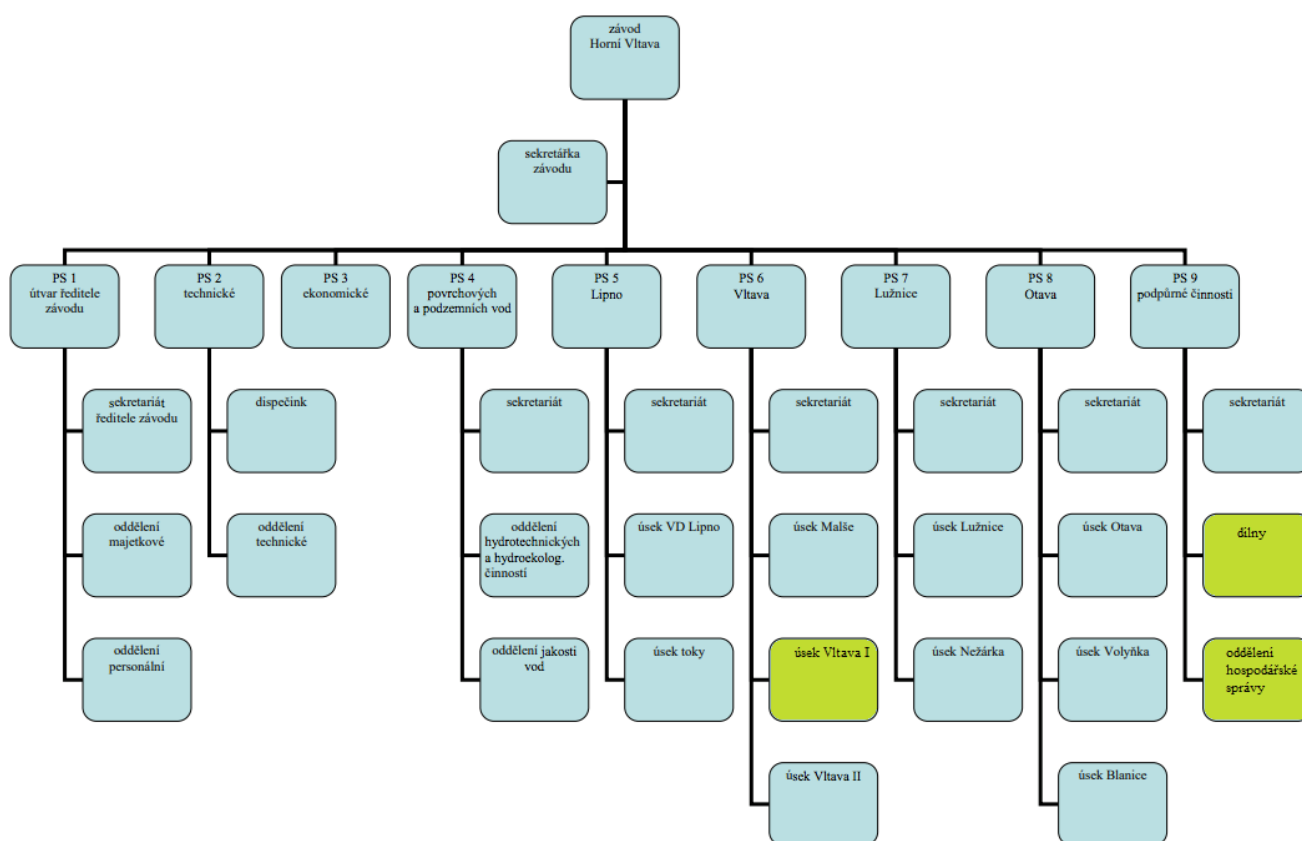 závod
Horní Vltava
sekretářka
závodu
PS 1
útvar ředitele
závodu
PS 2
technické
PS 3
ekonomické
PS 4
povrchových
a podzemních vod
PS 5
Lipno
PS 6
Vltava
PS 7
Lužnice
PS 8
Otava
PS 9
podpůrné činnosti
sekretariát
ředitele závodu
dispečink
sekretariát
sekretariát
sekretariát
sekretariát
sekretariát
sekretariát
oddělení
majetkové
oddělení
technické
oddělení
hydrotechnických
a hydroekolog.
činností
úsek VD Lipno
úsek Malše
úsek Lužnice
úsek Otava
dílny
oddělení
personální
oddělení jakosti
vod
úsek toky
úsek Vltava I
úsek Nežárka
úsek Volyňka
oddělení
hospodářské
správy
úsek Vltava II
úsek Blanice